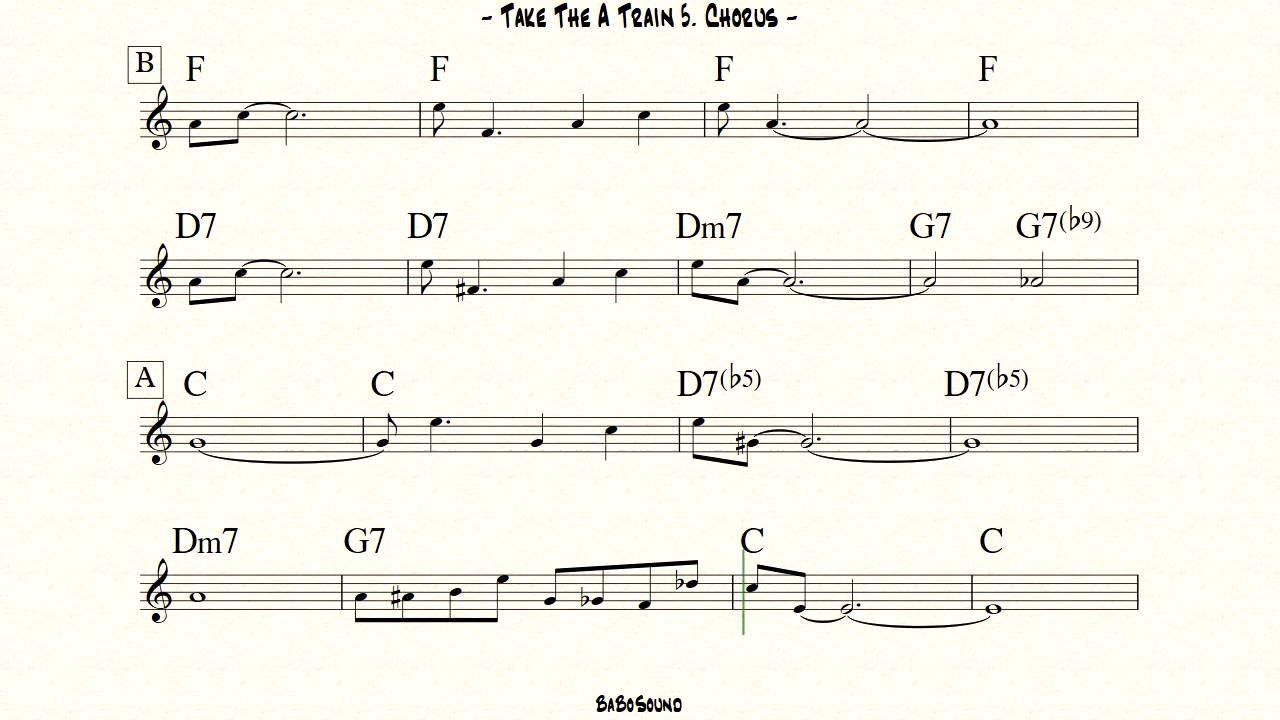 - Take The A Train 5. Chorus -
B F F F F
D7 D7 Dm7 G7 G7(♭9)
A C C D7(♭5) D7(♭5)
Dm7 G7 C C
BaBoSound